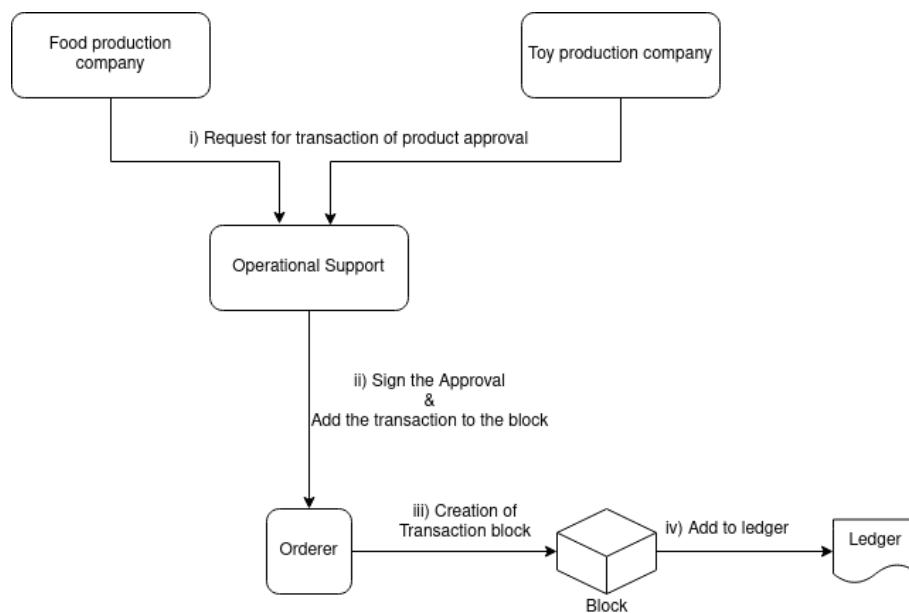 Food production
company
Toy production company
i) Request for transaction of product approval
Operational Support
ii) Sign the Approval
&
Add the transaction to the block
Orderer
iii) Creation of
Transaction block
Block
iv) Add to ledger
Ledger